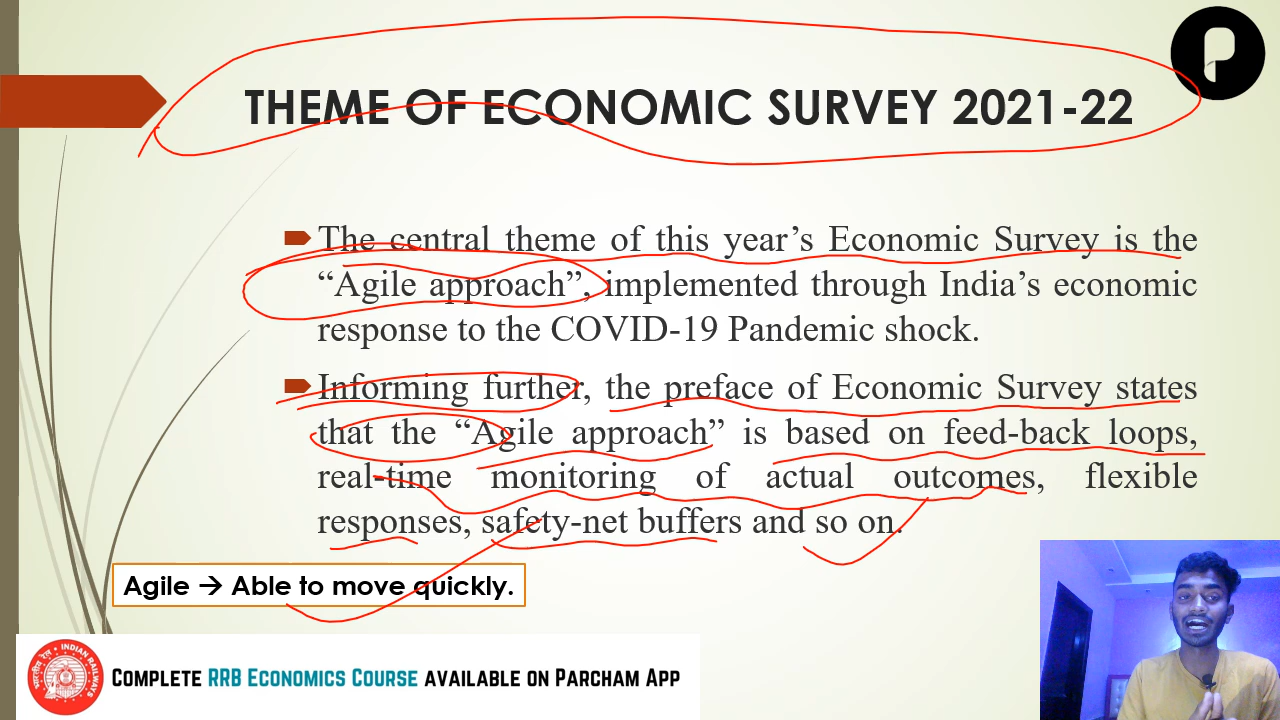 THEME OF ECONOMIC SURVEY 2021-22
The central theme of this year's Economic Survey is the
“Agile approach”, implemented through India's economic
response to the COVID-19 Pandemic shock.
Informing further, the preface of Economic Survey states
that the “Agile approach” is based on feed-back loops,
real-time monitoring of actual outcomes, flexible
responses, safety-net buffers and so on.
Agile → Able to move quickly.
INDIAN RAILWAYS
भारतीय रेल
COMPLETE RRB ECONOMICS COURSE AVAILABLE ON PARCHAM APP